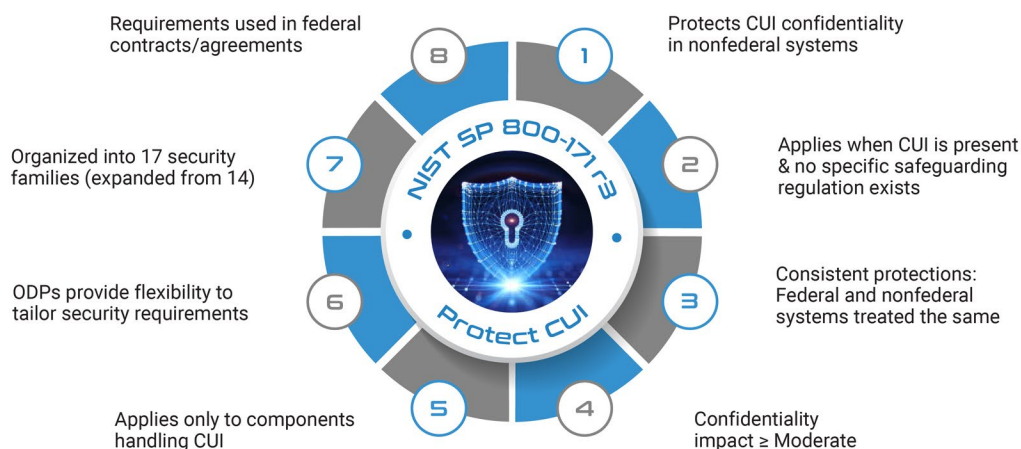 Requirements used in federal
contracts/agreements
8
1
Protects CUI confidentiality
in nonfederal systems
NIST SP 800-171 r3
Protect CUI
Organized into 17 security
families (expanded from 14)
7
2
Applies when CUI is present
& no specific safeguarding
regulation exists
ODPs provide flexibility to
tailor security requirements
6
3
Consistent protections:
Federal and nonfederal
systems treated the same
Applies only to components
handling CUI
5
4
Confidentiality
impact ≥ Moderate